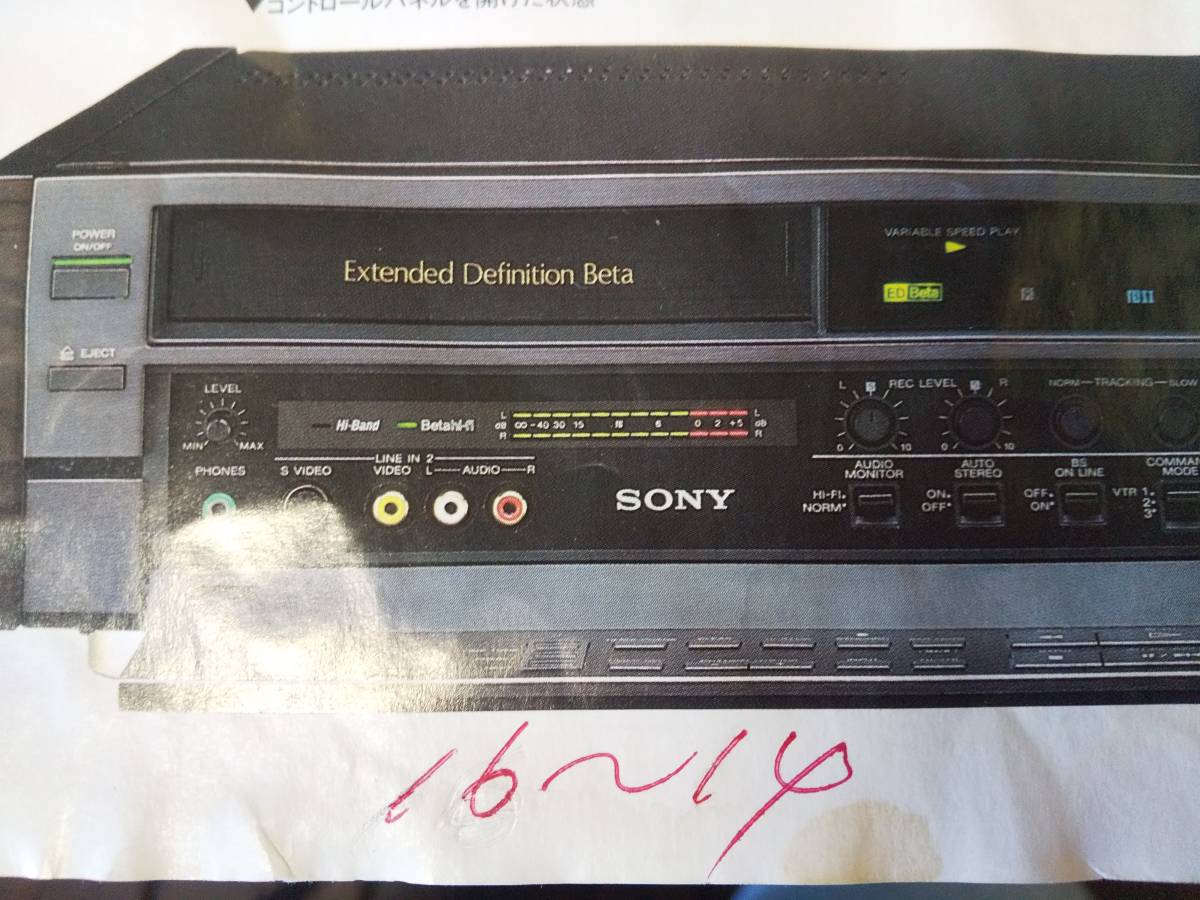 ▼コントロールパネルを開けた状態
POWER
ON/OFF
Extended Definition Beta
VARIABLE SPEED PLAY
ED Beta
EJECT
LEVEL
MIN MAX
Hi-Band Beta hi-fi
L L
dB ∞ -40 30 15 6 0 2 +5 dB
R R
L REC LEVEL R
0 10 0 10
NORM—TRACKING—SLOW
PHONES
LINE IN 2
S VIDEO VIDEO L—AUDIO—R
SONY
AUDIO
MONITOR
HI-FI
NORM
AUTO
STEREO
ON
OFF
BS
ON LINE
OFF
ON
COMMAN
MODE
VTR 1
2
3
16~14